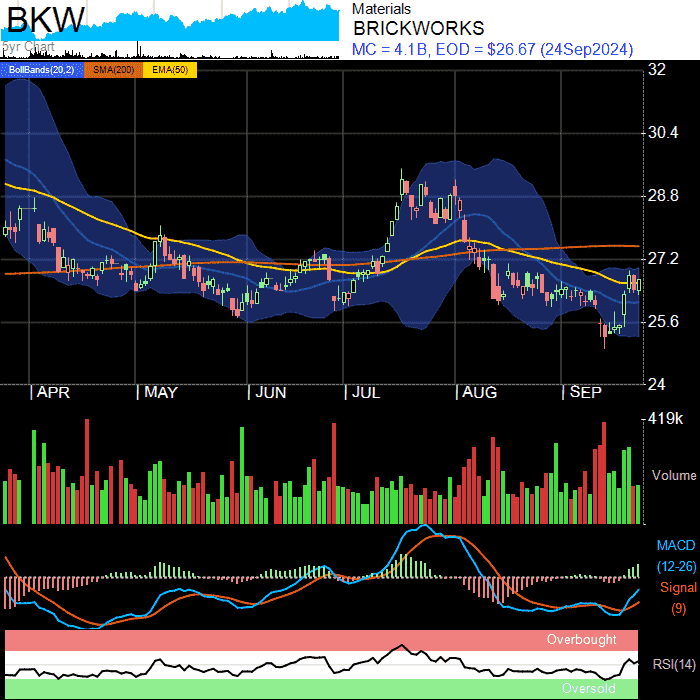 BKW
5yr Chart
Materials
BRICKWORKS
MC = 4.1B, EOD = $26.67 (24Sep2024)
BollBands(20,2) SMA(200) EMA(50)
32
30.4
28.8
27.2
25.6
24
| APR | MAY | JUN | JUL | AUG | SEP
419k
Volume
MACD
(12-26)
Signal
(9)
Overbought
RSI(14)
Oversold